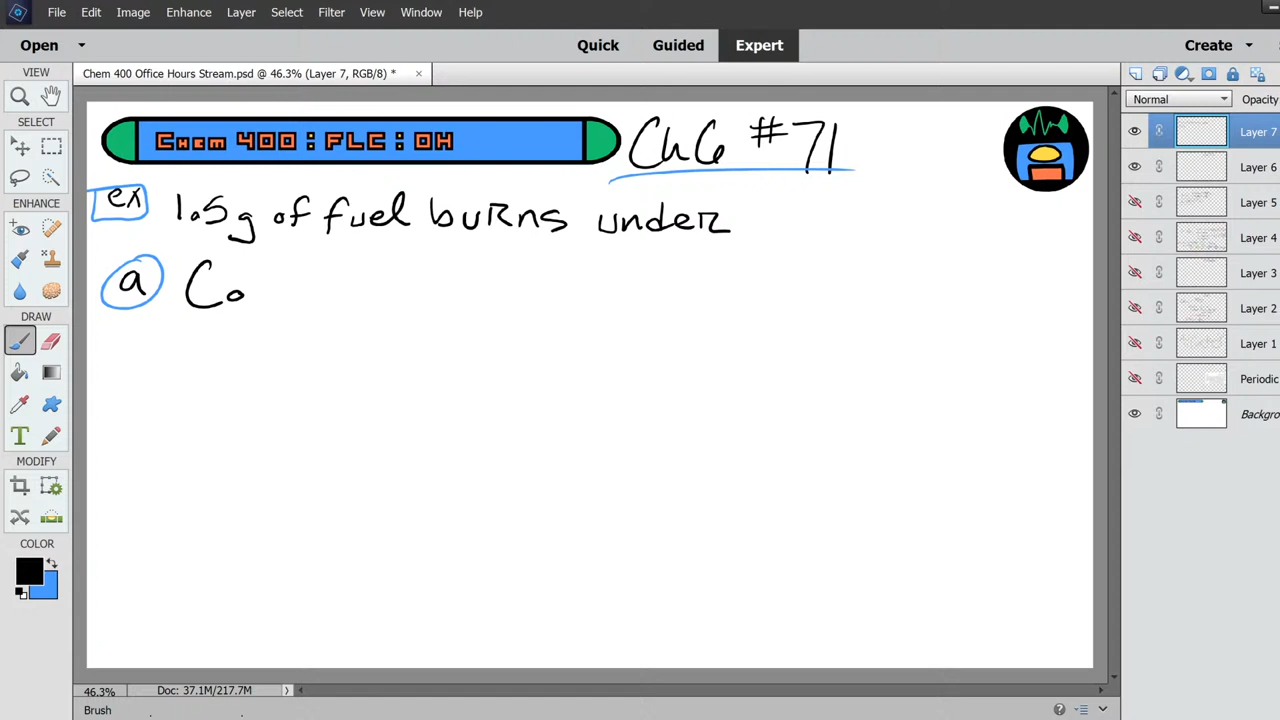 File Edit Image Enhance Layer Select Filter View Window Help
Open Quick Guided Expert Create
VIEW
Chem 400 Office Hours Stream.psd @ 46.3% (Layer 7, RGB/8) *
Normal Opacity
SELECT
ENHANCE
DRAW
MODIFY
COLOR
Layer 7
Layer 6
Layer 5
Layer 4
Layer 3
Layer 2
Layer 1
Periodic
Backgro
Chem 400:FLC:OH
Ch6 #71
ex 1.5g of fuel burns under
a Co
46.3% Doc: 37.1M/217.7M
Brush